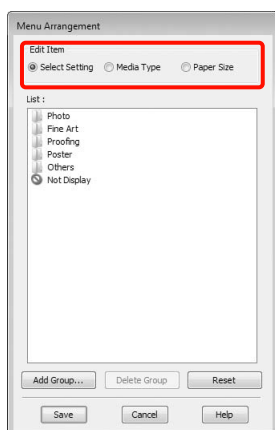 Menu Arrangement
Edit Item
Select Setting Media Type Paper Size
List :
Photo
Fine Art
Proofing
Poster
Others
Not Display
Add Group... Delete Group Reset
Save Cancel Help